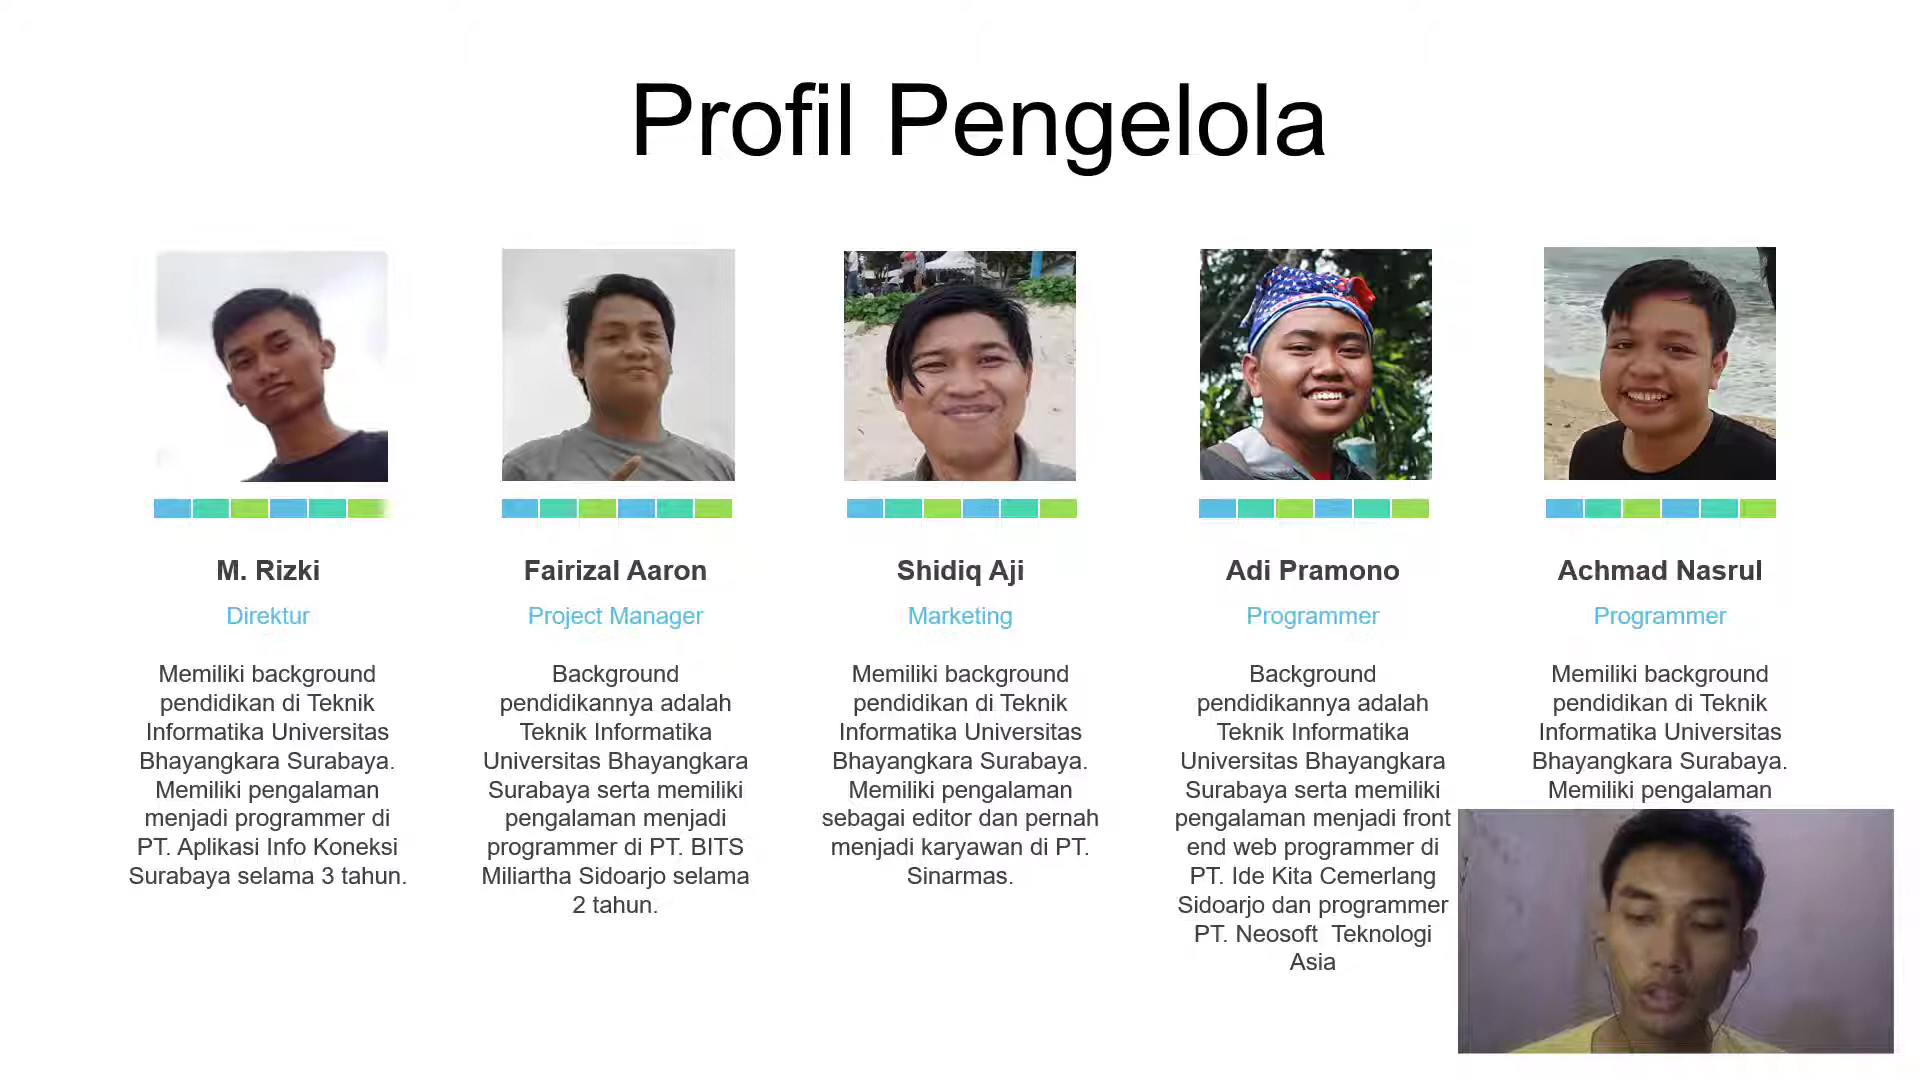 Profil Pengelola
M. Rizki
Direktur
Memiliki background
pendidikan di Teknik
Informatika Universitas
Bhayangkara Surabaya.
Memiliki pengalaman
menjadi programmer di
PT. Aplikasi Info Koneksi
Surabaya selama 3 tahun.
Fairizal Aaron
Project Manager
Background
pendidikannya adalah
Teknik Informatika
Universitas Bhayangkara
Surabaya serta memiliki
pengalaman menjadi
programmer di PT. BITS
Miliartha Sidoarjo selama
2 tahun.
Shidiq Aji
Marketing
Memiliki background
pendidikan di Teknik
Informatika Universitas
Bhayangkara Surabaya.
Memiliki pengalaman
sebagai editor dan pernah
menjadi karyawan di PT.
Sinarmas.
Adi Pramono
Programmer
Background
pendidikannya adalah
Teknik Informatika
Universitas Bhayangkara
Surabaya serta memiliki
pengalaman menjadi front
end web programmer di
PT. Ide Kita Cemerlang
Sidoarjo dan programmer
PT. Neosoft  Teknologi
Asia
Achmad Nasrul
Programmer
Memiliki background
pendidikan di Teknik
Informatika Universitas
Bhayangkara Surabaya.
Memiliki pengalaman